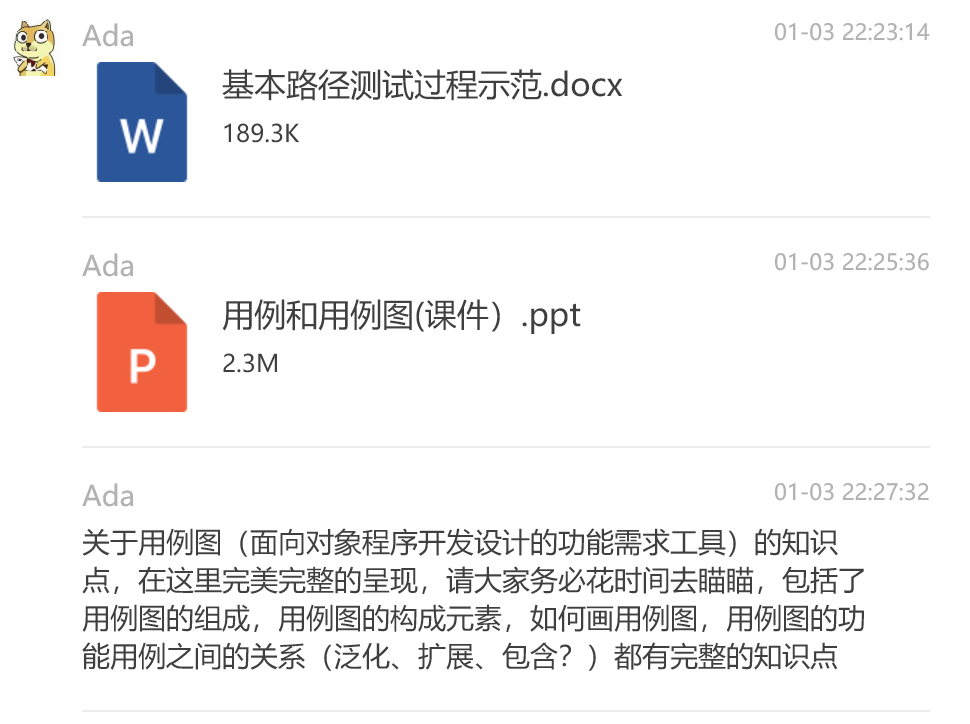 Ada
01-03 22:23:14
W
基本路径测试过程示范.docx
189.3K
Ada
01-03 22:25:36
P
用例和用例图(课件）.ppt
2.3M
Ada
01-03 22:27:32
关于用例图（面向对象程序开发设计的功能需求工具）的知识
点，在这里完美完整的呈现，请大家务必花时间去瞄瞄，包括了
用例图的组成，用例图的构成元素，如何画用例图，用例图的功
能用例之间的关系（泛化、扩展、包含？）都有完整的知识点